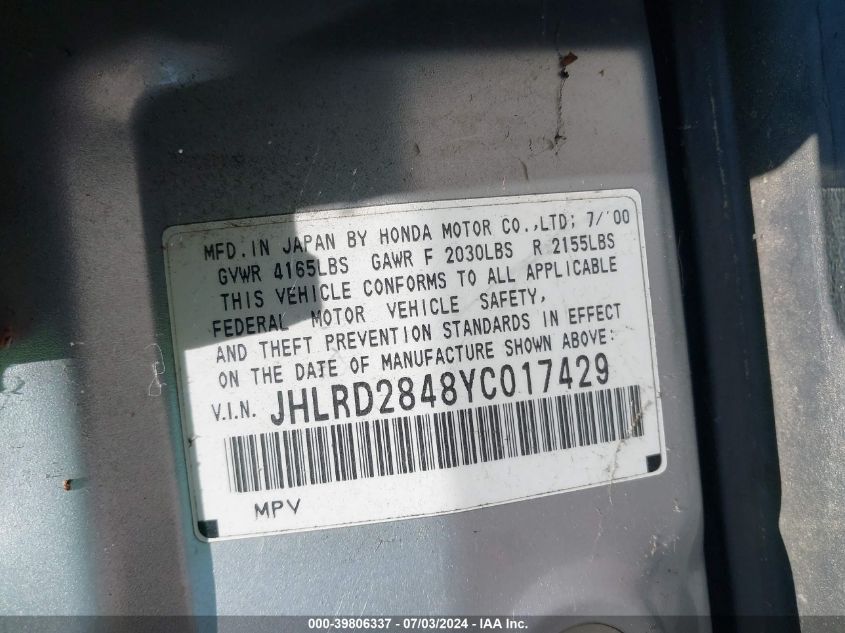 MFD. IN JAPAN BY HONDA MOTOR CO.,LTD; 7/'00
GVWR 4165LBS GAWR F 2030LBS R 2155LBS
THIS VEHICLE CONFORMS TO ALL APPLICABLE
FEDERAL MOTOR VEHICLE SAFETY,
AND THEFT PREVENTION STANDARDS IN EFFECT
ON THE DATE OF MANUFACTURE SHOWN ABOVE:
V.I.N. JHLRD2848YC017429
MPV
000-39806337 - 07/03/2024 - IAA Inc.